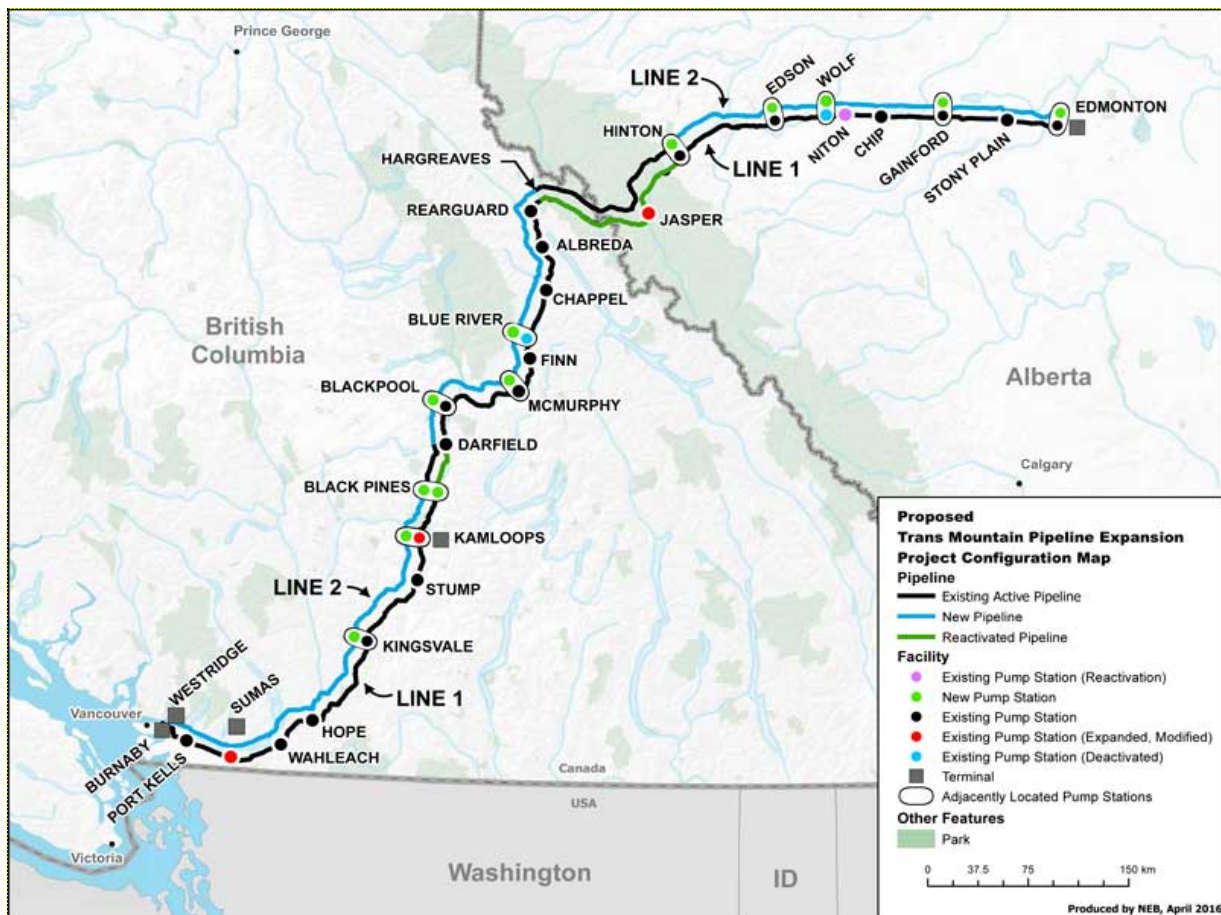 Prince George
LINE 2
EDSON
WOLF
EDMONTON
HINTON
NITON
CHIP
GAINFORD
STONY PLAIN
LINE 1
HARGREAVES
REARGUARD
JASPER
ALBREDA
CHAPPEL
British
Columbia
BLUE RIVER
FINN
Alberta
BLACKPOOL
MCMURPHY
DARFIELD
Calgary
BLACK PINES
KAMLOOPS
LINE 2
STUMP
KINGSVALE
LINE 1
WESTRIDGE
SUMAS
Vancouver
HOPE
BURNABY
PORT KELLS
WAHLEACH
Canada
USA
Victoria
Washington
ID
Proposed
Trans Mountain Pipeline Expansion
Project Configuration Map
Pipeline
Existing Active Pipeline
New Pipeline
Reactivated Pipeline
Facility
Existing Pump Station (Reactivation)
New Pump Station
Existing Pump Station
Existing Pump Station (Expanded, Modified)
Existing Pump Station (Deactivated)
Terminal
Adjacently Located Pump Stations
Other Features
Park
0 37.5 75 150 km
Produced by NEB, April 2016